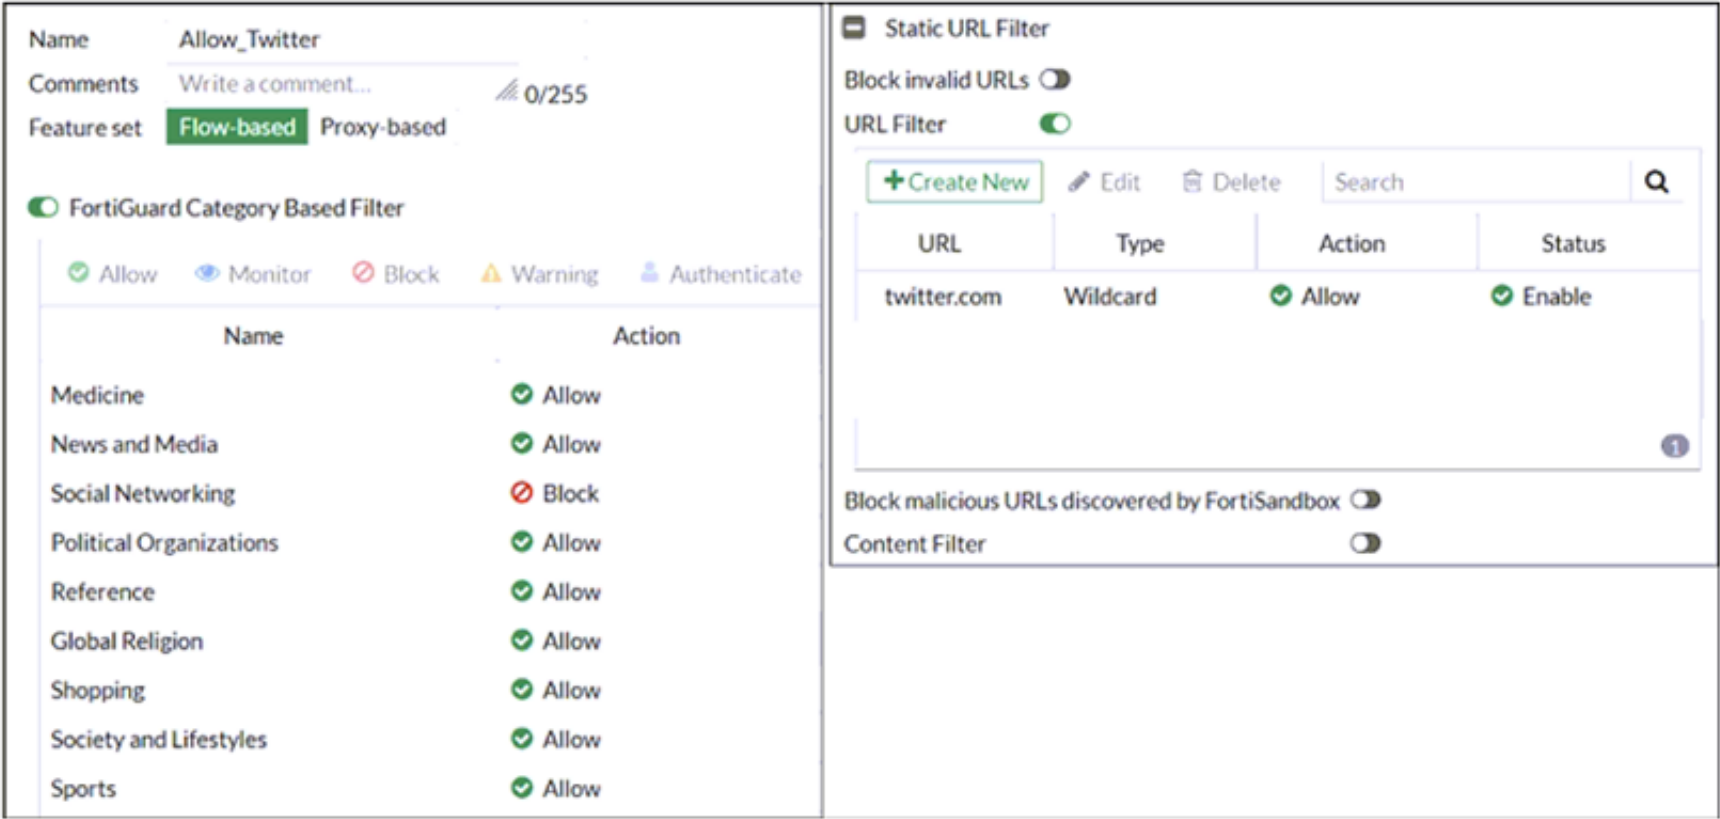 Name Allow_Twitter
Comments Write a comment... 0/255
Feature set Flow-based Proxy-based
FortiGuard Category Based Filter
Allow Monitor Block Warning Authenticate
Name Action
Medicine Allow
News and Media Allow
Social Networking Block
Political Organizations Allow
Reference Allow
Global Religion Allow
Shopping Allow
Society and Lifestyles Allow
Sports Allow
Static URL Filter
Block invalid URLs
URL Filter
+Create New Edit Delete Search
URL Type Action Status
twitter.com Wildcard Allow Enable
1
Block malicious URLs discovered by FortiSandbox
Content Filter